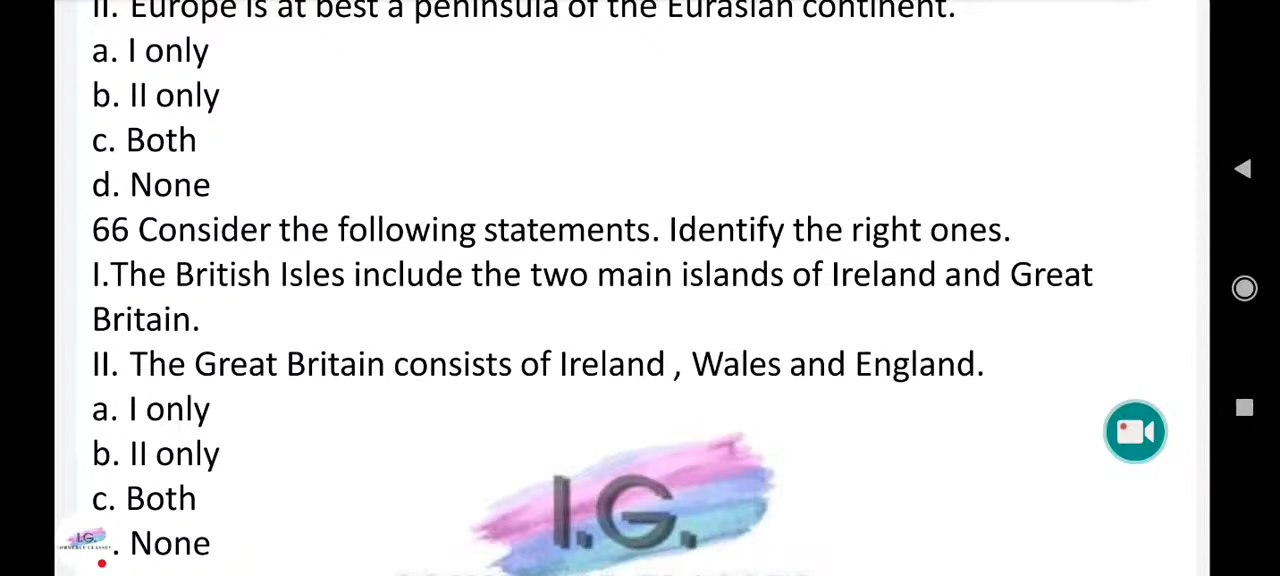 II. Europe is at best a peninsula of the Eurasian continent.
a. I only
b. II only
c. Both
d. None
66 Consider the following statements. Identify the right ones.
I.The British Isles include the two main islands of Ireland and Great
Britain.
II. The Great Britain consists of Ireland , Wales and England.
a. I only
b. II only
c. Both
. None
I.G.
I.G.